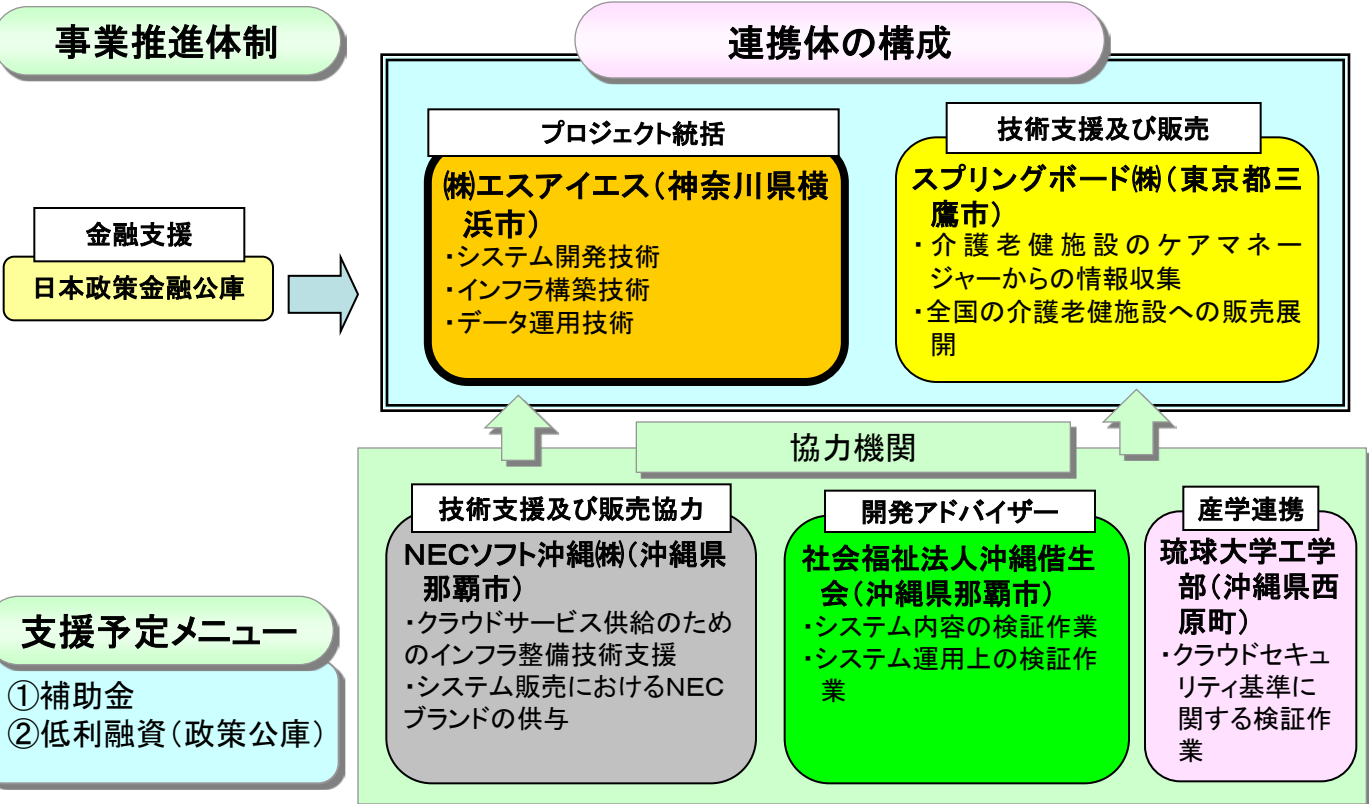 事業推進体制
連携体の構成
プロジェクト統括
㈱エスアイエス(神奈川県横
浜市)
・システム開発技術
・インフラ構築技術
・データ運用技術
技術支援及び販売
スプリングボード㈱(東京都三
鷹市)
・介護老健施設のケアマネー
ジャーからの情報収集
・全国の介護老健施設への販売展
開
金融支援
日本政策金融公庫
協力機関
技術支援及び販売協力
NECソフト沖縄㈱(沖縄県
那覇市)
・クラウドサービス供給のため
のインフラ整備技術支援
・システム販売におけるNEC
ブランドの供与
開発アドバイザー
社会福祉法人沖縄偕生
会(沖縄県那覇市)
・システム内容の検証作業
・システム運用上の検証作
業
産学連携
琉球大学工学
部(沖縄県西
原町)
・クラウドセキュ
リティ基準に
関する検証作
業
支援予定メニュー
①補助金
②低利融資(政策公庫)